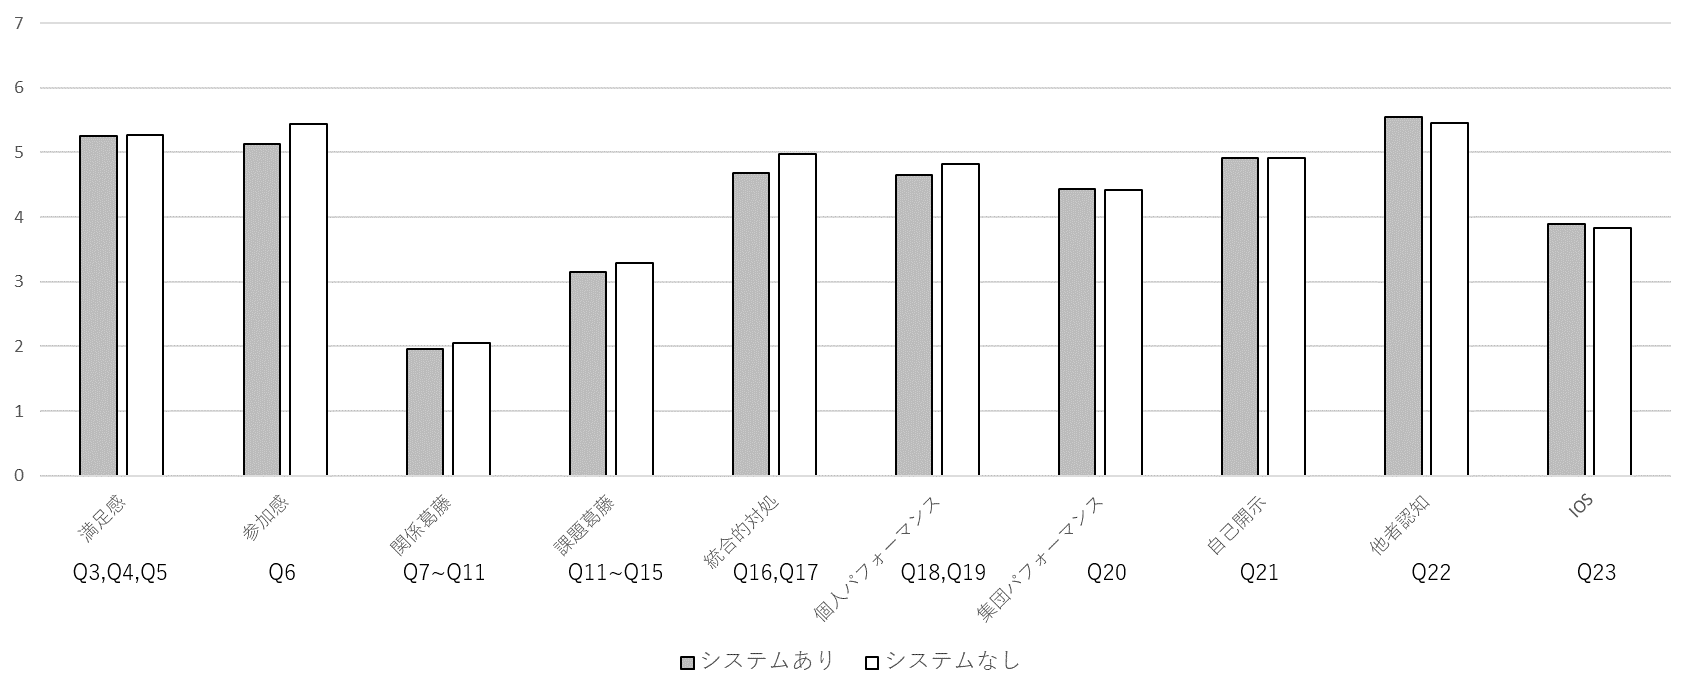 7
6
5
4
3
2
1
0
満足感
参加感
関係葛藤
課題葛藤
統合的対処
個人パフォーマンス
集団パフォーマンス
自己開示
他者認知
IOS
Q3,Q4,Q5
Q6
Q7~Q11
Q11~Q15
Q16,Q17
Q18,Q19
Q20
Q21
Q22
Q23
システムあり
システムなし